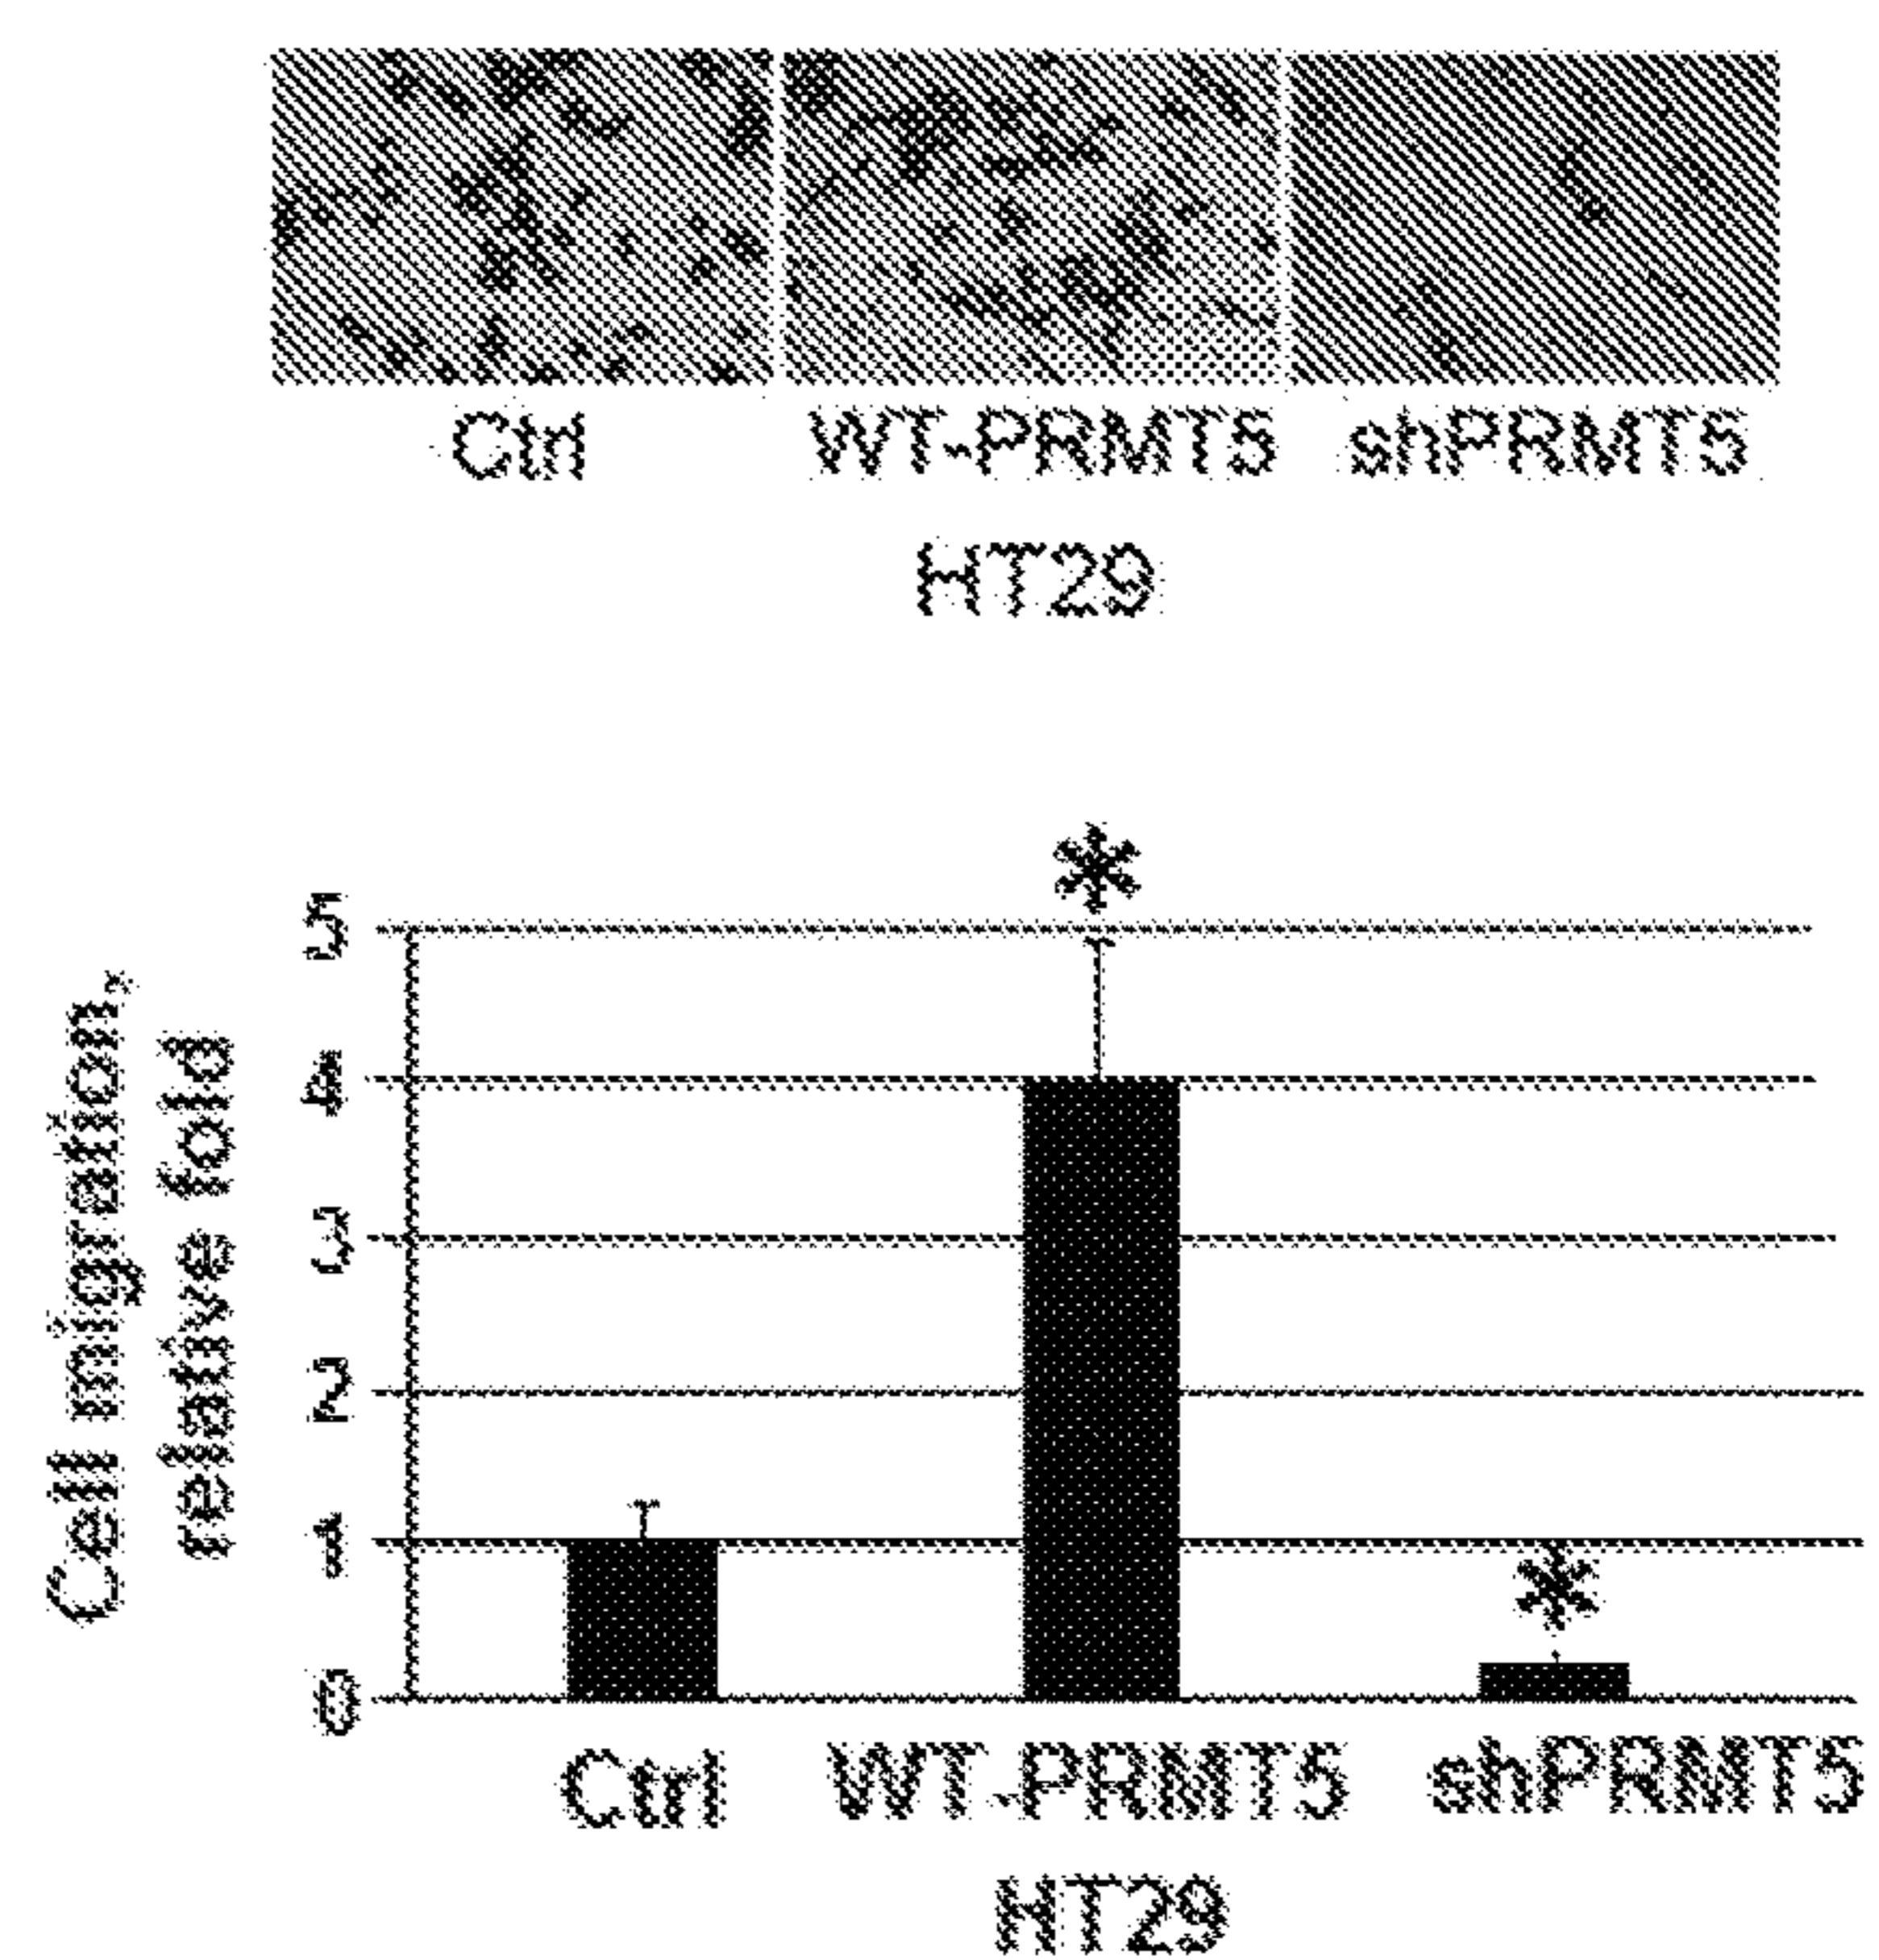 Ctrl WT-PRMT5 shPRMT5
HT29
*
5
4
3
2
1
0
Cell migration,
relative fold
*
Ctrl WT-PRMT5 shPRMT5
HT29